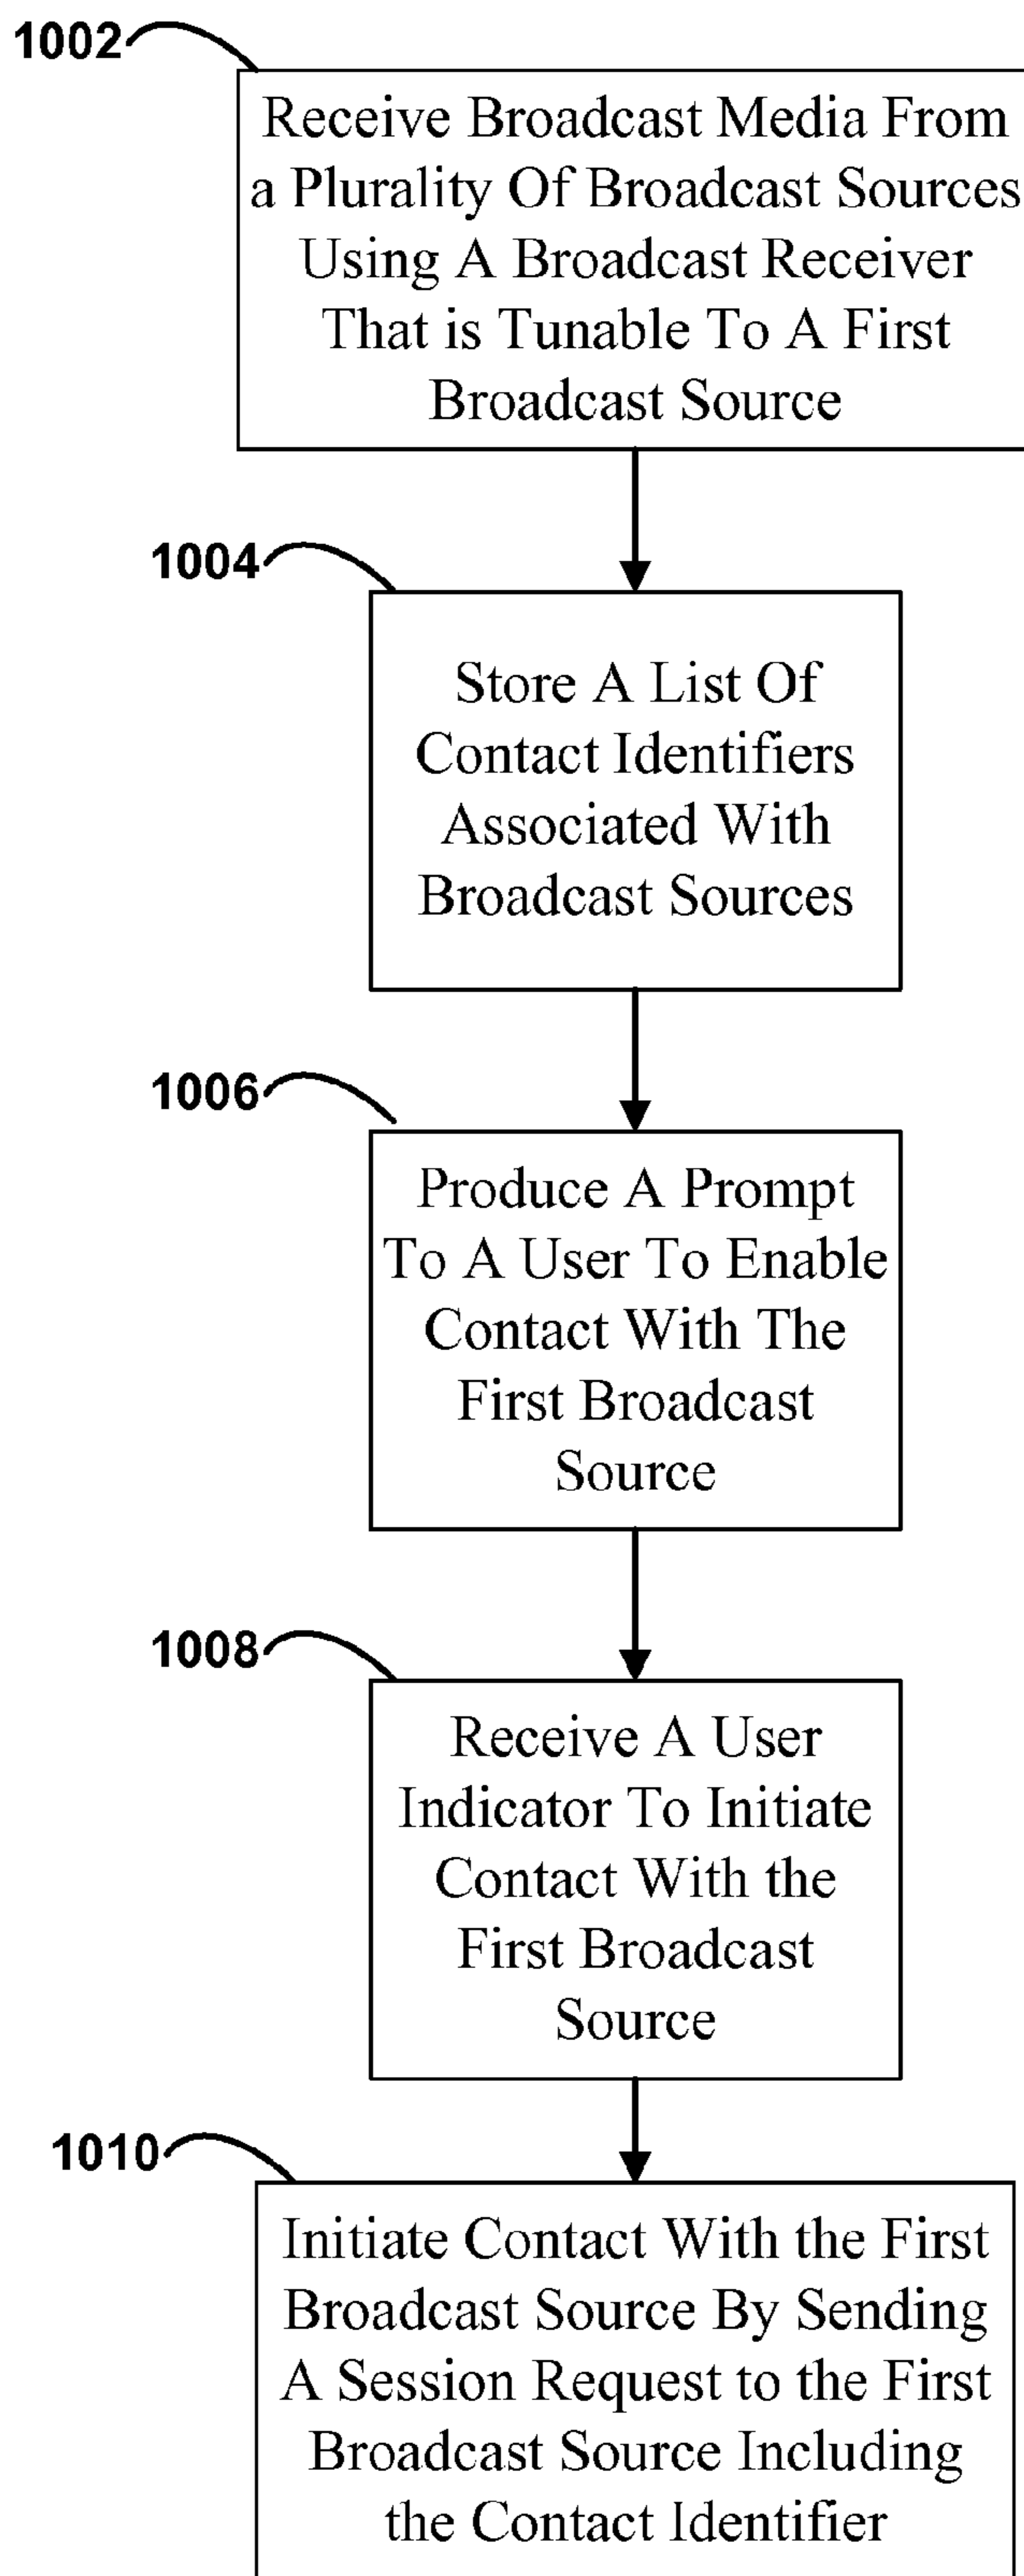 1002
Receive Broadcast Media From
a Plurality Of Broadcast Sources
Using A Broadcast Receiver
That is Tunable To A First
Broadcast Source
1004
Store A List Of
Contact Identifiers
Associated With
Broadcast Sources
1006
Produce A Prompt
To A User To Enable
Contact With The
First Broadcast
Source
1008
Receive A User
Indicator To Initiate
Contact With the
First Broadcast
Source
1010
Initiate Contact With the First
Broadcast Source By Sending
A Session Request to the First
Broadcast Source Including
the Contact Identifier